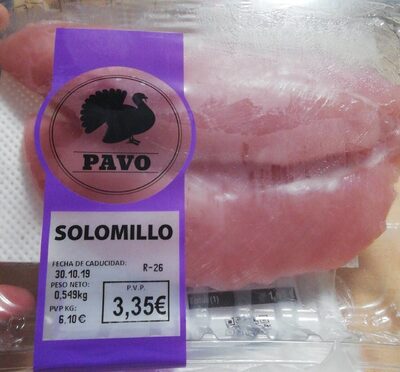 PAVO
SOLOMILLO
FECHA DE CADUCIDAD:
30.10.19 R-26
PESO NETO:
0,549kg
P.V.P.
3,35€
PVP KG:
6.10€